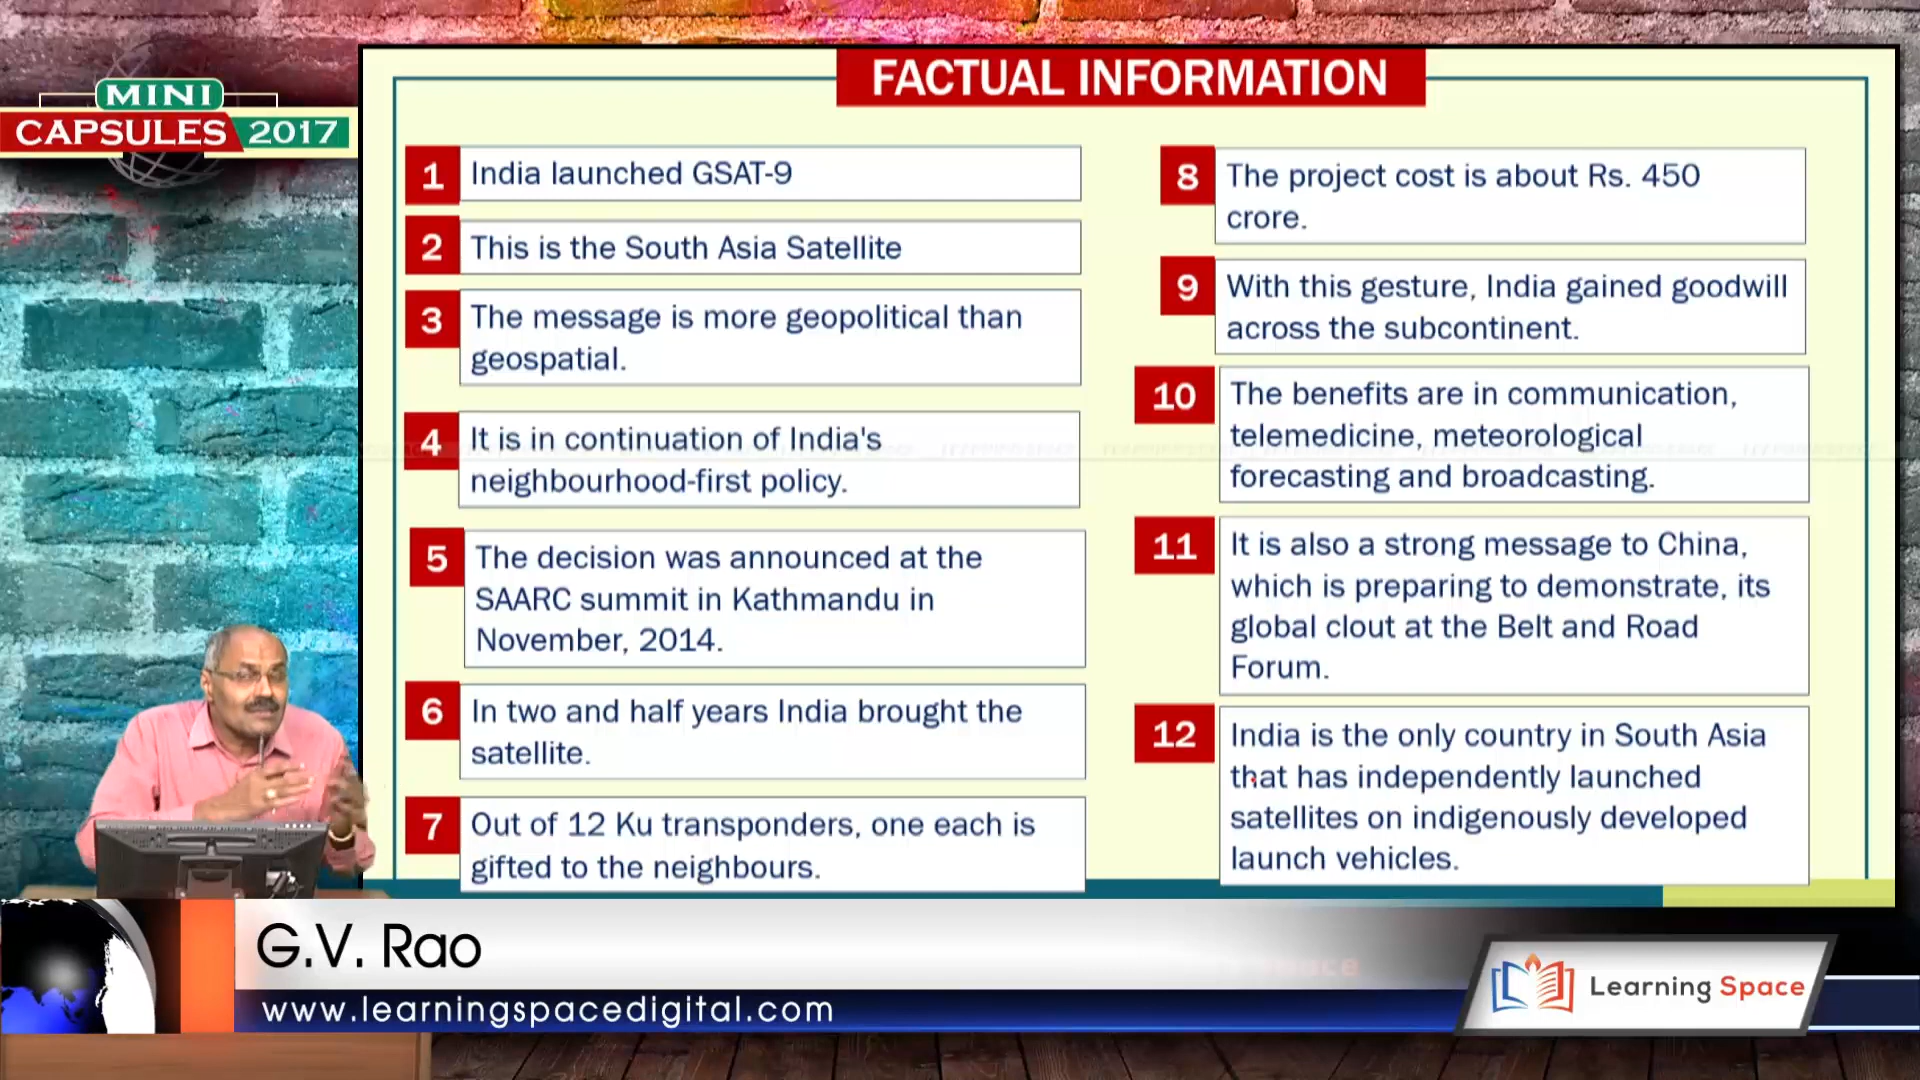 MINI
CAPSULES 2017
FACTUAL INFORMATION
1 India launched GSAT-9
2 This is the South Asia Satellite
3 The message is more geopolitical than
geospatial.
4 It is in continuation of India's
neighbourhood-first policy.
5 The decision was announced at the
SAARC summit in Kathmandu in
November, 2014.
6 In two and half years India brought the
satellite.
7 Out of 12 Ku transponders, one each is
gifted to the neighbours.
8 The project cost is about Rs. 450
crore.
9 With this gesture, India gained goodwill
across the subcontinent.
10 The benefits are in communication,
telemedicine, meteorological
forecasting and broadcasting.
11 It is also a strong message to China,
which is preparing to demonstrate, its
global clout at the Belt and Road
Forum.
12 India is the only country in South Asia
that has independently launched
satellites on indigenously developed
launch vehicles.
G.V. Rao
www.learningspacedigital.com
Learning Space